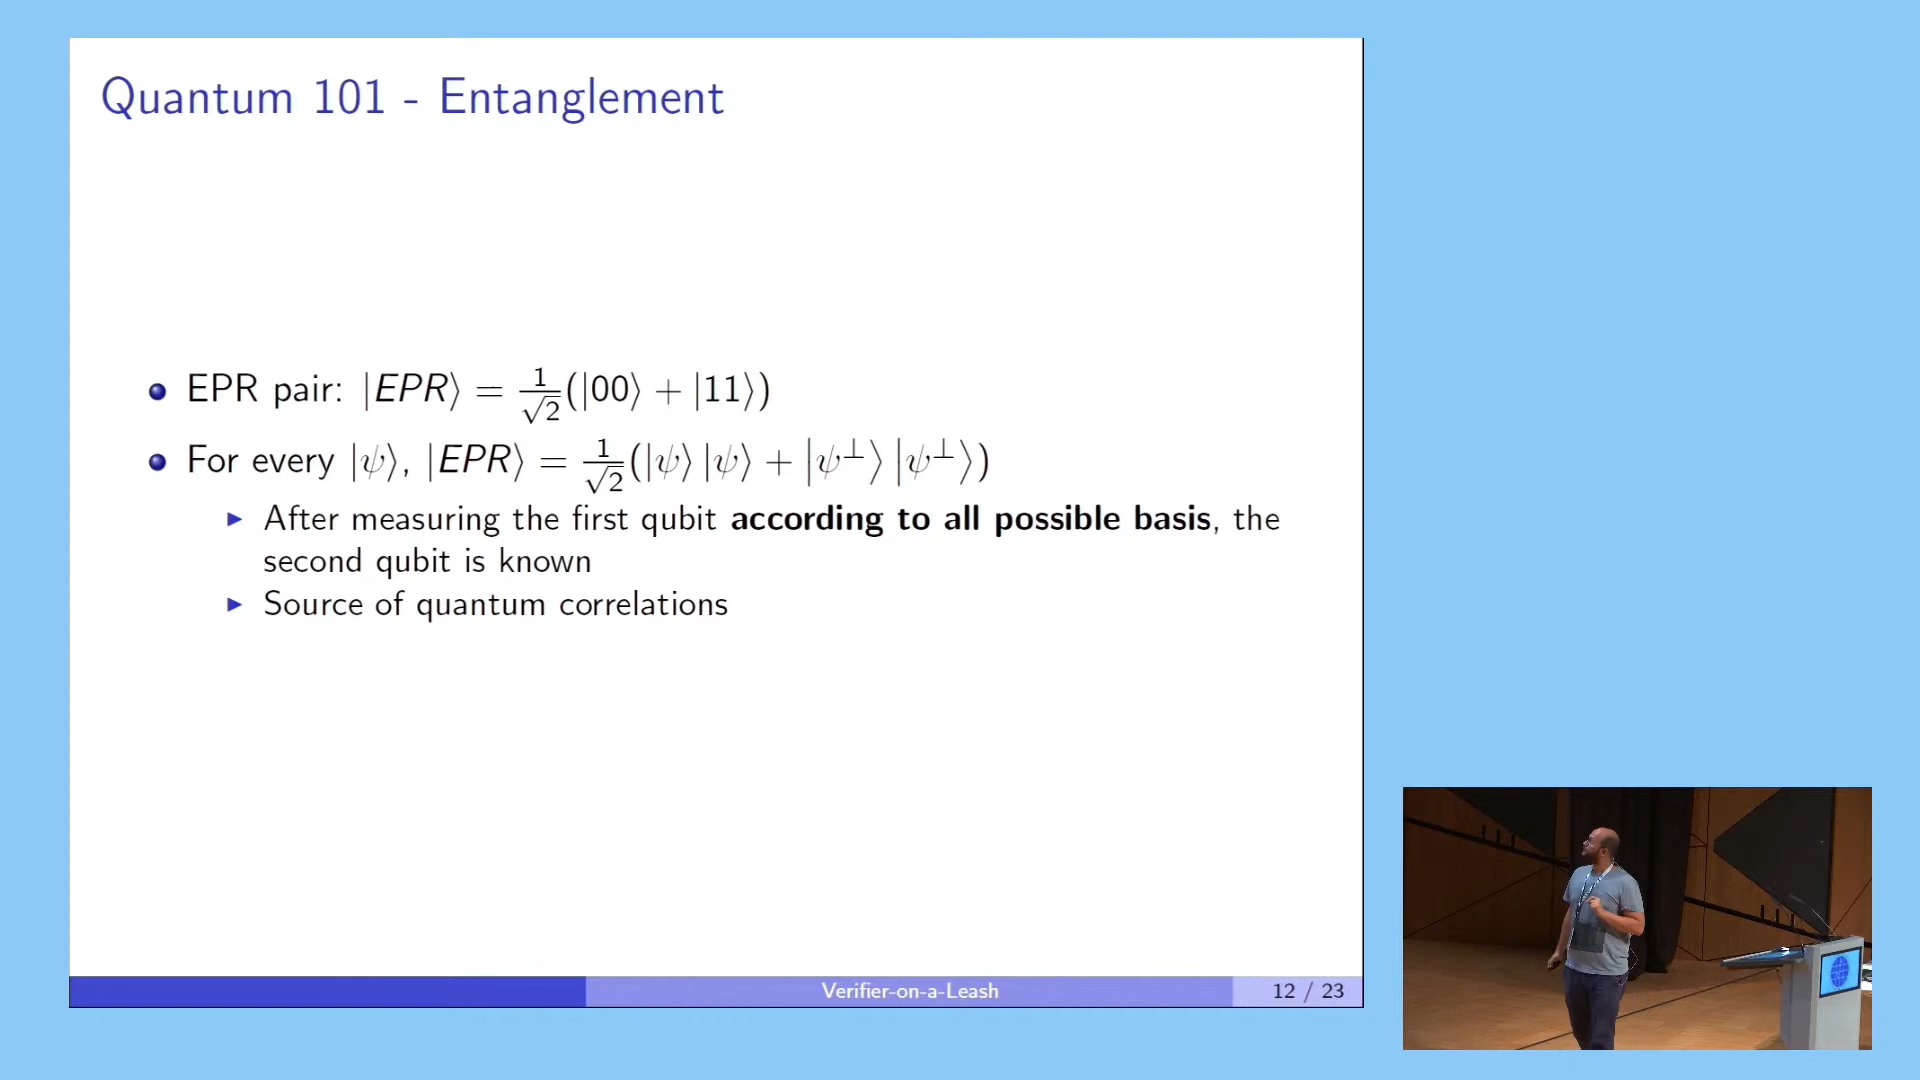 Quantum 101 - Entanglement
EPR pair: |EPR⟩ = 1/√2(|00⟩ + |11⟩)
For every |ψ⟩, |EPR⟩ = 1/√2(|ψ⟩ |ψ⟩ + |ψ⊥⟩ |ψ⊥⟩)
After measuring the first qubit according to all possible basis, the
second qubit is known
Source of quantum correlations
Verifier-on-a-Leash
12 / 23